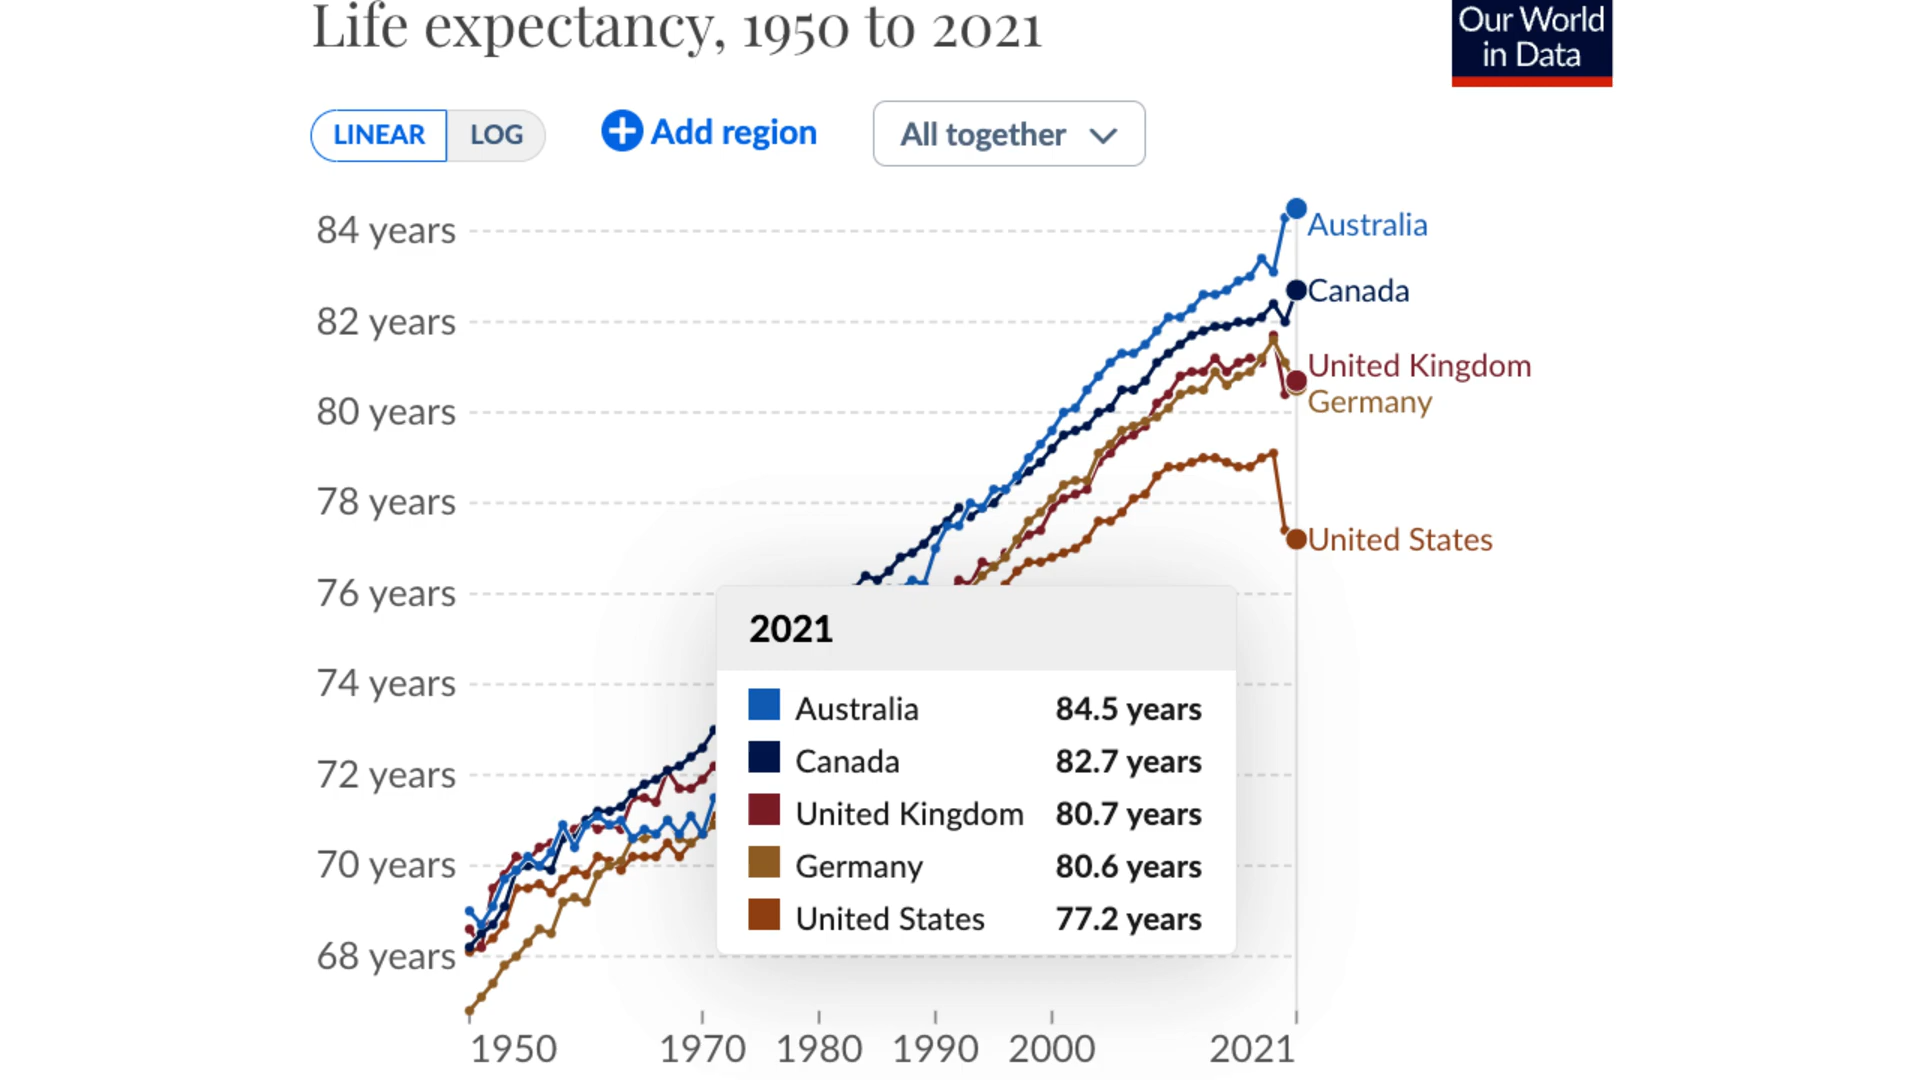 Life expectancy, 1950 to 2021
Our World
in Data
LINEAR LOG
Add region
All together
84 years
82 years
80 years
78 years
76 years
74 years
72 years
70 years
68 years
Australia
Canada
United Kingdom
Germany
United States
2021
Australia 84.5 years
Canada 82.7 years
United Kingdom 80.7 years
Germany 80.6 years
United States 77.2 years
1950 1970 1980 1990 2000 2021